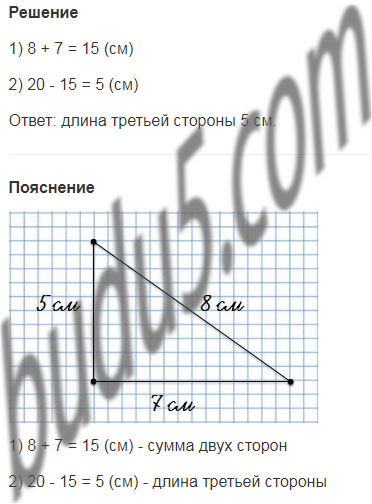 Решение
1) 8 + 7 = 15 (см)
2) 20 - 15 = 5 (см)
Ответ: длина третьей стороны 5 см.
Пояснение
5 см
8 см
7 см
1) 8 + 7 = 15 (см) - сумма двух сторон
2) 20 - 15 = 5 (см) - длина третьей стороны
budu5.com